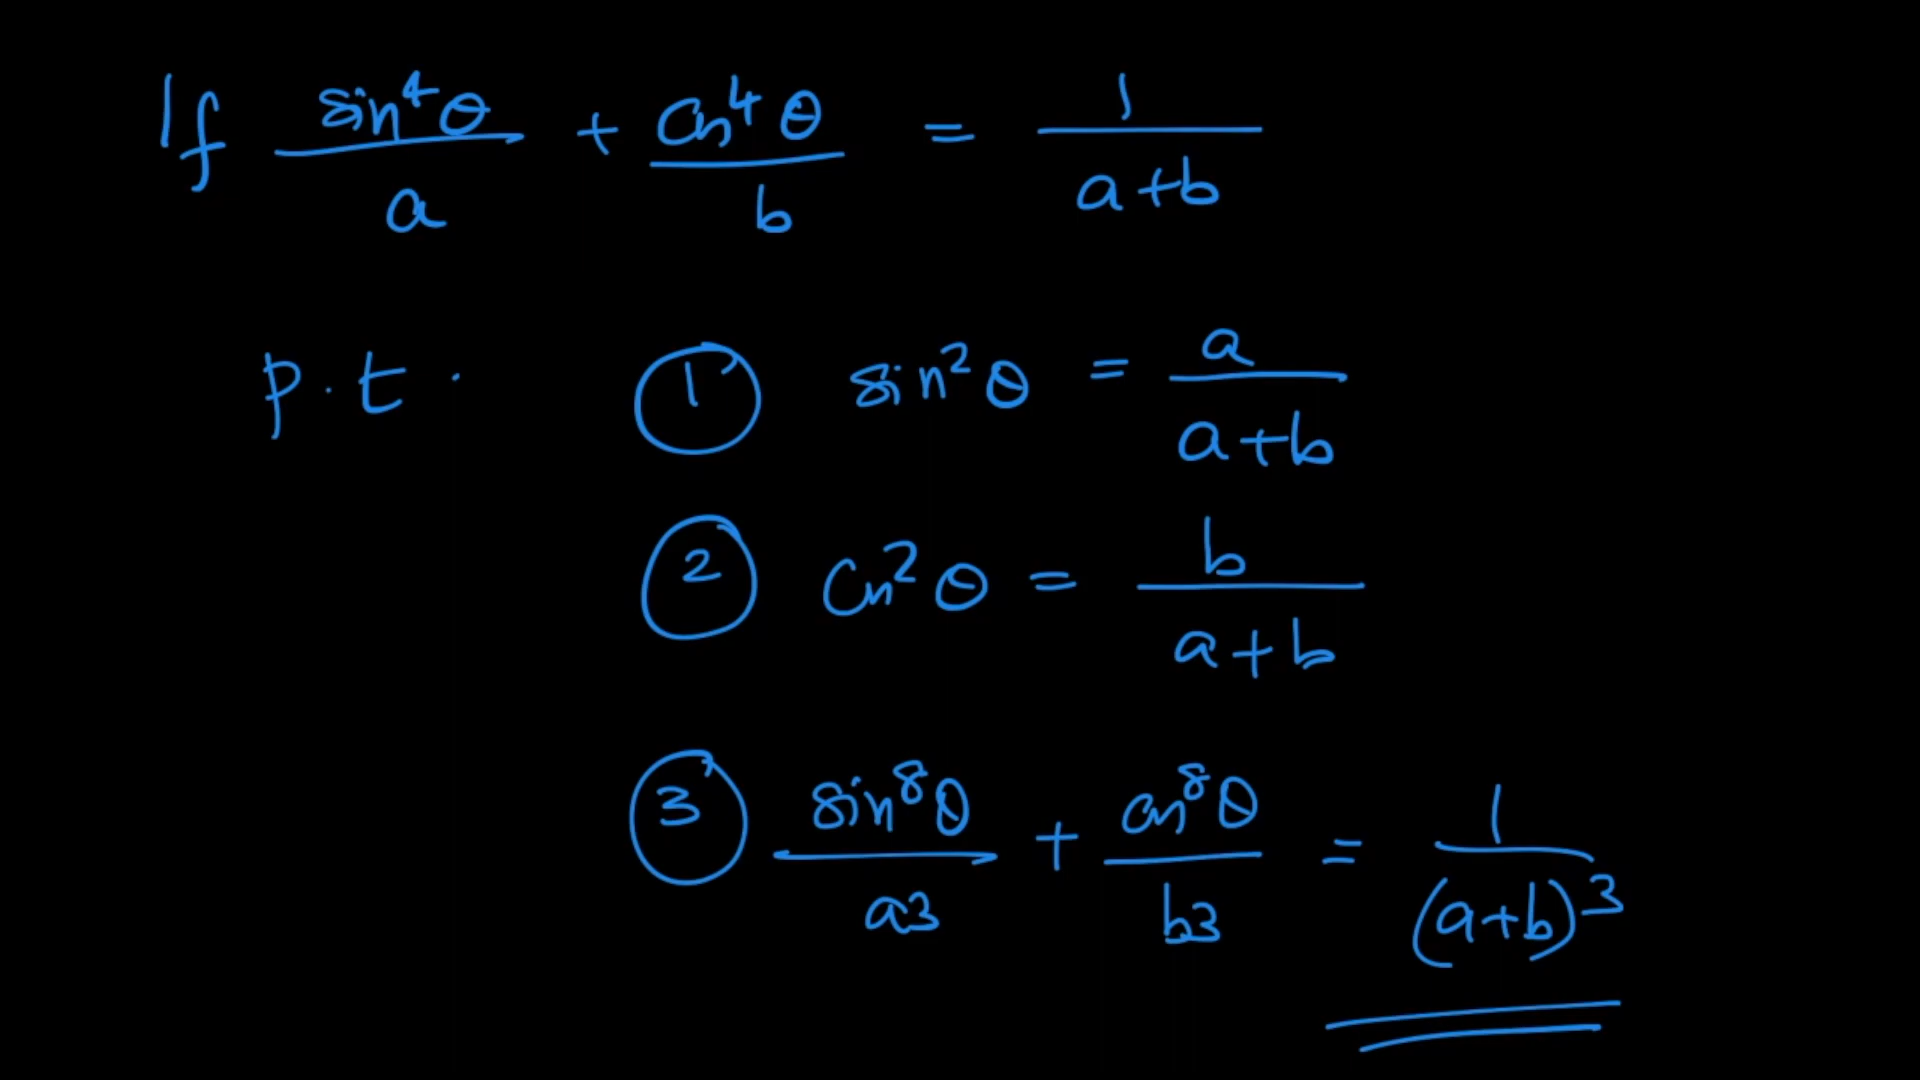 If sin⁴θ/a + cos⁴θ/b = 1/(a+b)
p.t. ① sin²θ = a/(a+b)
② cos²θ = b/(a+b)
③ sin⁸θ/a3 + cos⁸θ/b3 = 1/(a+b)³